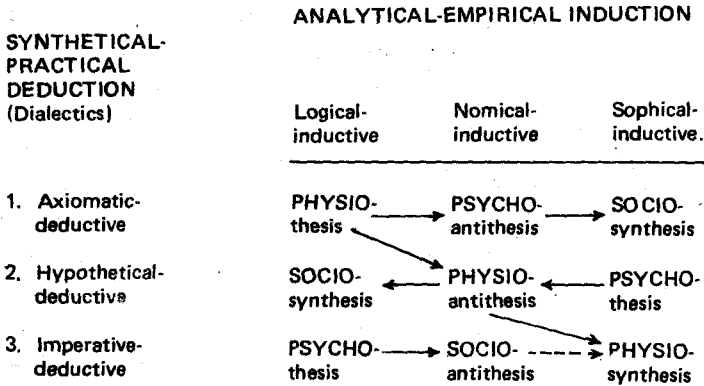 ANALYTICAL-EMPIRICAL INDUCTION
SYNTHETICAL-
PRACTICAL
DEDUCTION
(Dialectics)
Logical- Nomical- Sophical-
inductive inductive inductive.
1. Axiomatic- PHYSIO- PSYCHO- SOCIO-
deductive thesis antithesis synthesis
2. Hypothetical- SOCIO- PHYSIO- PSYCHO-
deductive synthesis antithesis thesis
3. Imperative- PSYCHO- SOCIO- PHYSIO-
deductive thesis antithesis synthesis